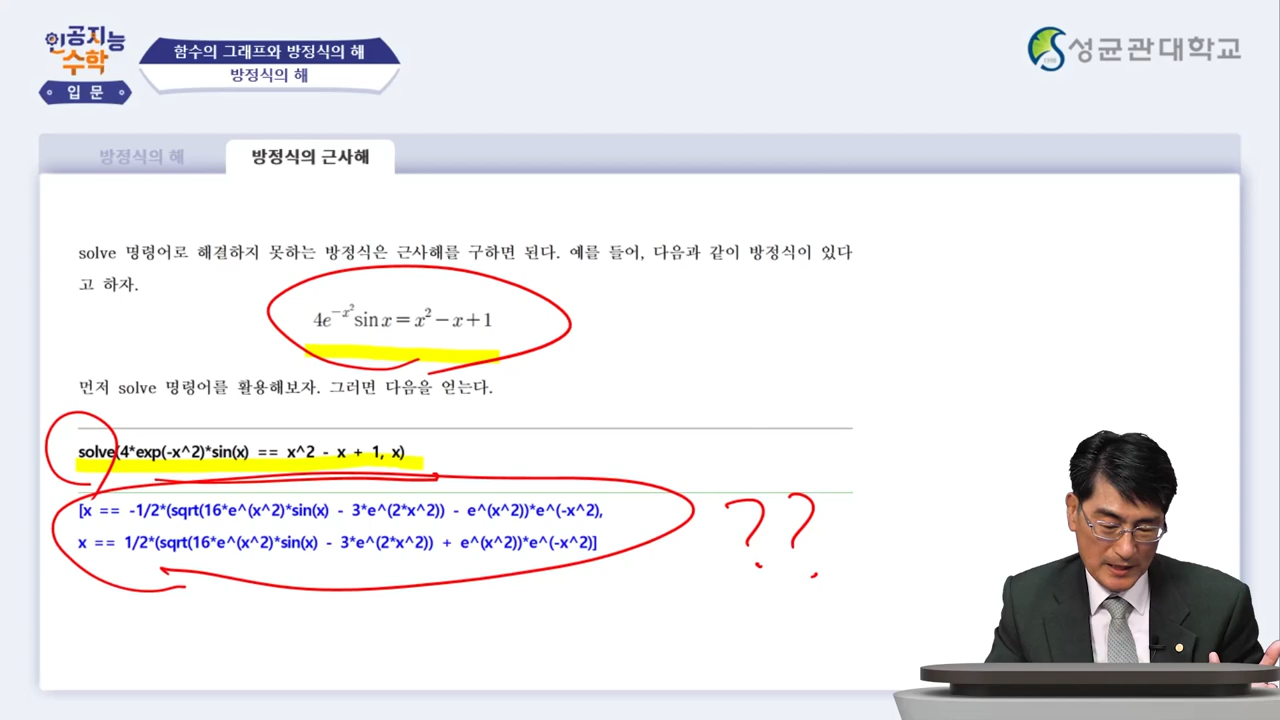 인공지능
수학
입문
함수의 그래프와 방정식의 해
방정식의 해
성균관대학교
방정식의 해
방정식의 근사해
solve 명령어로 해결하지 못하는 방정식은 근사해를 구하면 된다. 예를 들어, 다음과 같이 방정식이 있다
고 하자.
4e^{-x^2} sin x = x^2 - x + 1
먼저 solve 명령어를 활용해보자. 그러면 다음을 얻는다.
solve(4*exp(-x^2)*sin(x) == x^2 - x + 1, x)
[x == -1/2*(sqrt(16*e^(x^2)*sin(x) - 3*e^(2*x^2)) - e^(x^2))*e^(-x^2),
x == 1/2*(sqrt(16*e^(x^2)*sin(x) - 3*e^(2*x^2)) + e^(x^2))*e^(-x^2)]
??